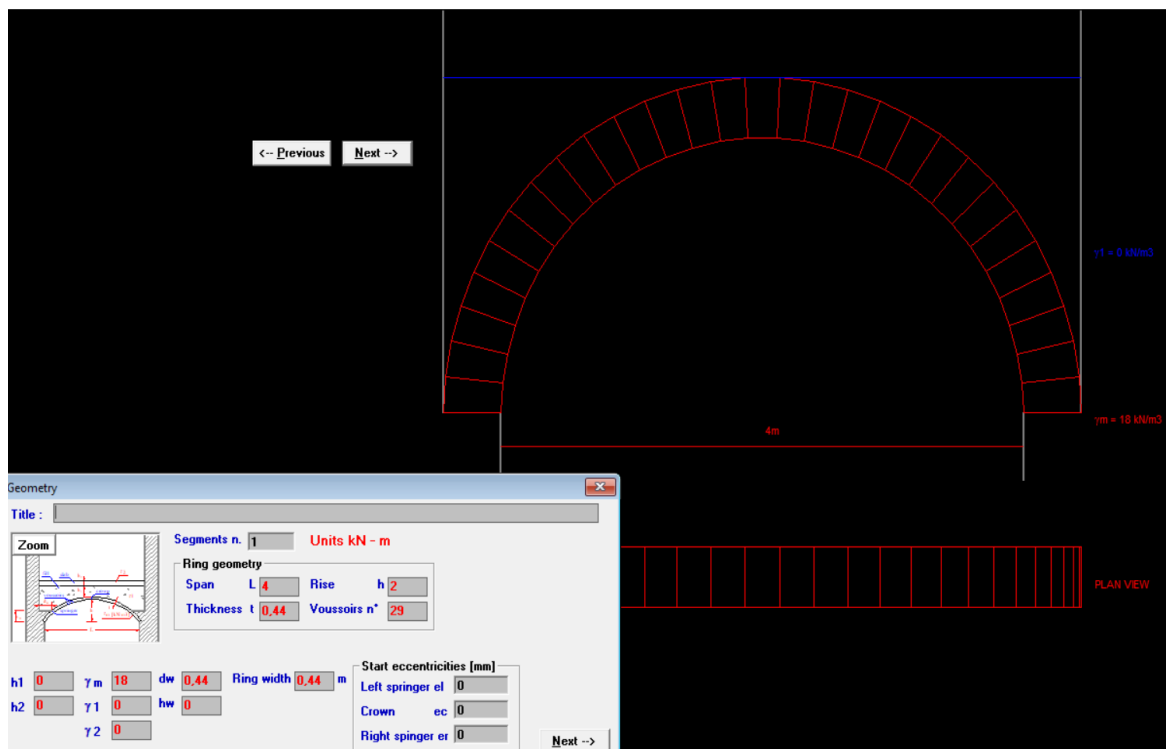 <-- Previous
Next -->
γ1 = 0 kN/m3
4m
γm = 18 kN/m3
PLAN VIEW
Geometry
Title :
Zoom
Segments n. 1 Units kN - m
Ring geometry
Span L 4 Rise h 2
Thickness t 0,44 Voussoirs n° 29
h1 0 γ m 18 dw 0,44 Ring width 0,44 m
h2 0 γ 1 0 hw 0
γ 2 0
Start eccentricities [mm]
Left springer el 0
Crown ec 0
Right spinger er 0
Next -->